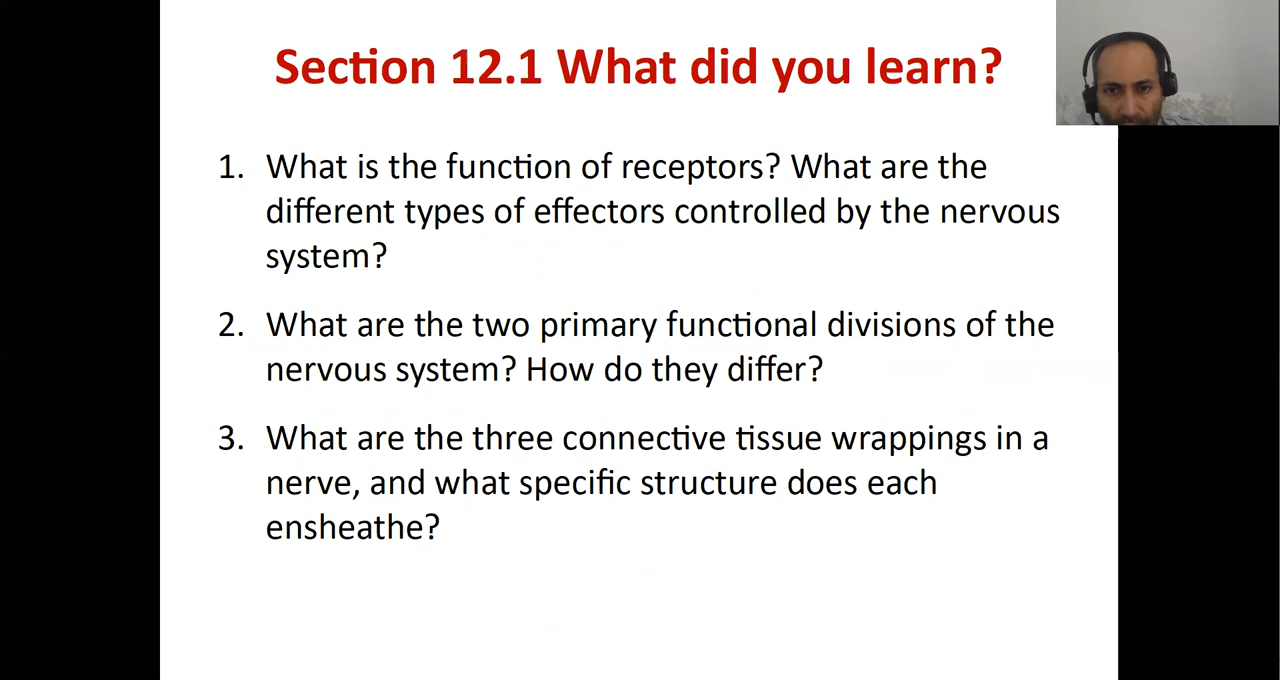 Section 12.1 What did you learn?
1. What is the function of receptors? What are the
different types of effectors controlled by the nervous
system?
2. What are the two primary functional divisions of the
nervous system? How do they differ?
3. What are the three connective tissue wrappings in a
nerve, and what specific structure does each
ensheathe?